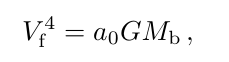 V_f^4 = a_0 G M_b ,